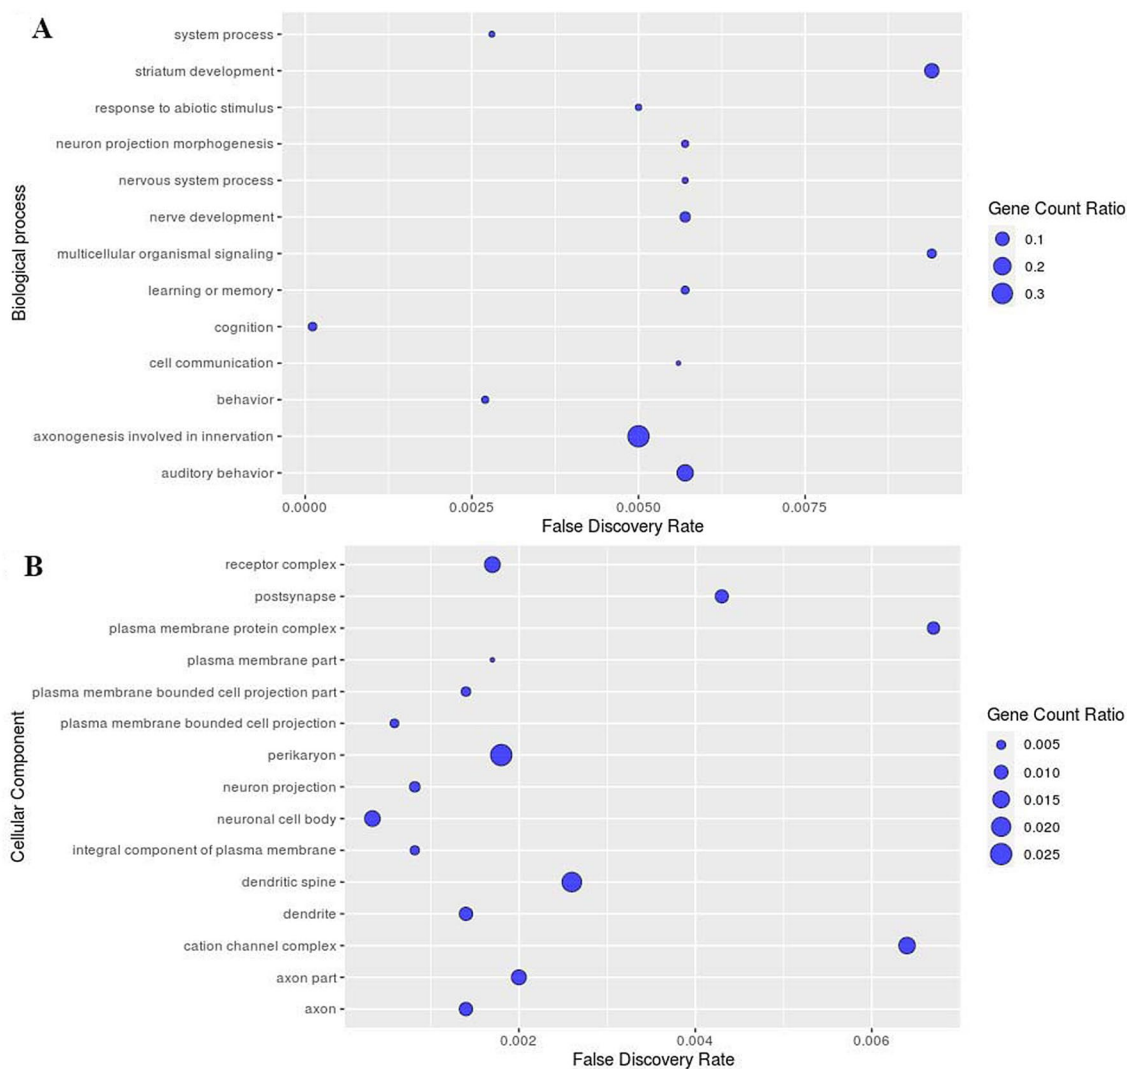 A
system process
striatum development
response to abiotic stimulus
neuron projection morphogenesis
nervous system process
nerve development
multicellular organismal signaling
learning or memory
cognition
cell communication
behavior
axonogenesis involved in innervation
auditory behavior
Biological process
0.0000 0.0025 0.0050 0.0075
False Discovery Rate
Gene Count Ratio
0.1
0.2
0.3
B
receptor complex
postsynapse
plasma membrane protein complex
plasma membrane part
plasma membrane bounded cell projection part
plasma membrane bounded cell projection
perikaryon
neuron projection
neuronal cell body
integral component of plasma membrane
dendritic spine
dendrite
cation channel complex
axon part
axon
Cellular Component
0.002 0.004 0.006
False Discovery Rate
Gene Count Ratio
0.005
0.010
0.015
0.020
0.025